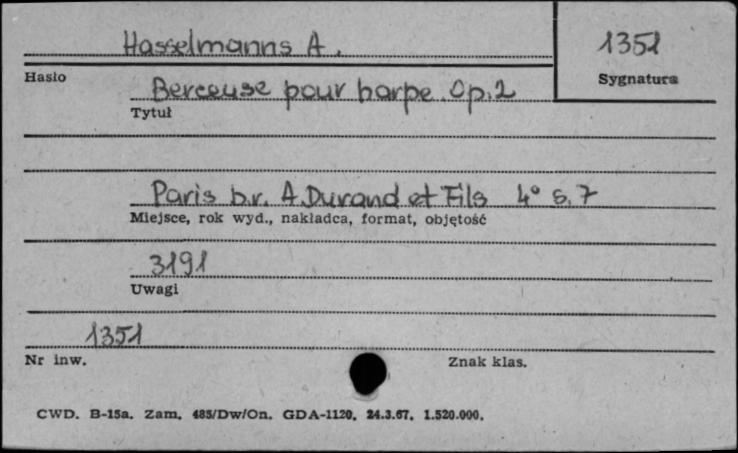 Hasselmanns A.
1351
Hasło
Sygnatura
Berceuse pour harpe. Op. 2
Tytuł
Paris b.r. A. Durand et Fils 4° s. 7
Miejsce, rok wyd., nakładca, format, objętość
3191
Uwagi
1351
Nr inw.
Znak klas.
CWD. B-15a. Zam. 485/Dw/On. GDA-1120. 24.3.67. 1.520.000.